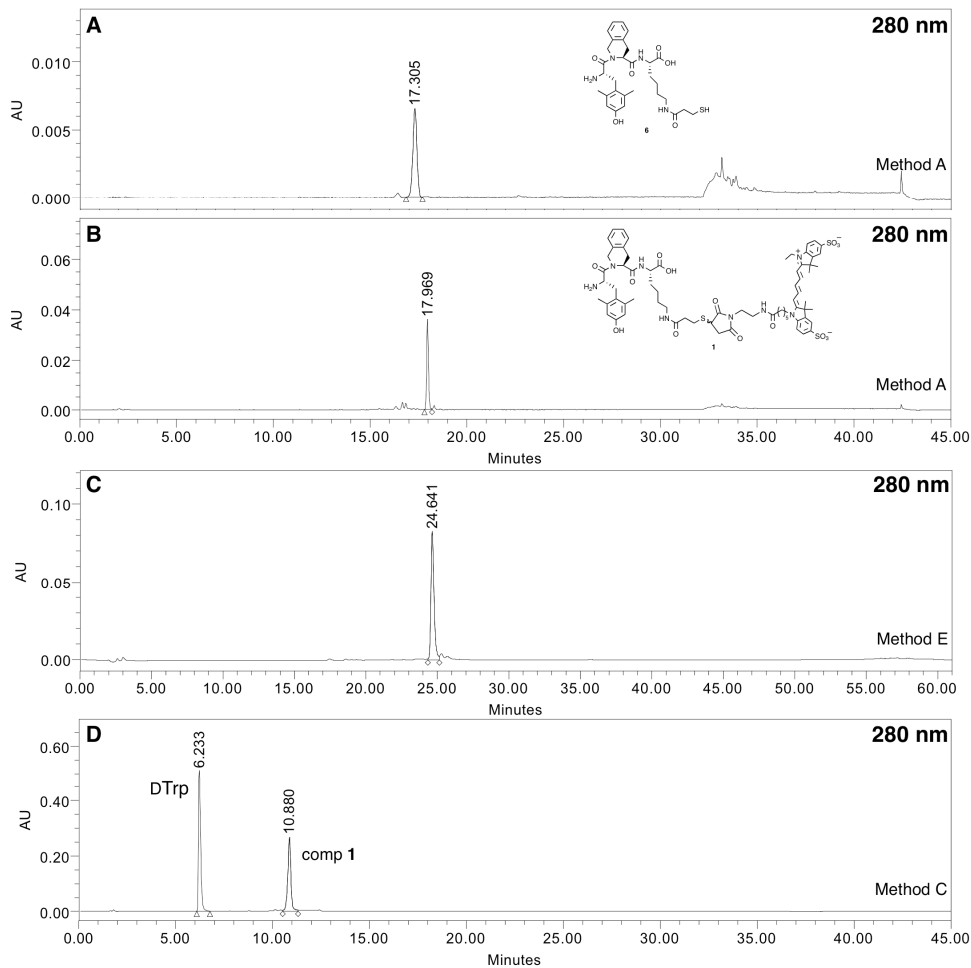 A
280 nm
AU
0.010
0.005
0.000
17.305
6
Method A
B
280 nm
0.06
0.04
0.02
0.00
AU
17.969
1
Method A
0.00 5.00 10.00 15.00 20.00 25.00 30.00 35.00 40.00 45.00
Minutes
C
280 nm
0.10
0.05
0.00
AU
24.641
Method E
0.00 5.00 10.00 15.00 20.00 25.00 30.00 35.00 40.00 45.00 50.00 55.00 60.00
Minutes
D
280 nm
0.60
0.40
0.20
0.00
AU
6.233
DTrp
10.880
comp 1
Method C
0.00 5.00 10.00 15.00 20.00 25.00 30.00 35.00 40.00 45.00
Minutes